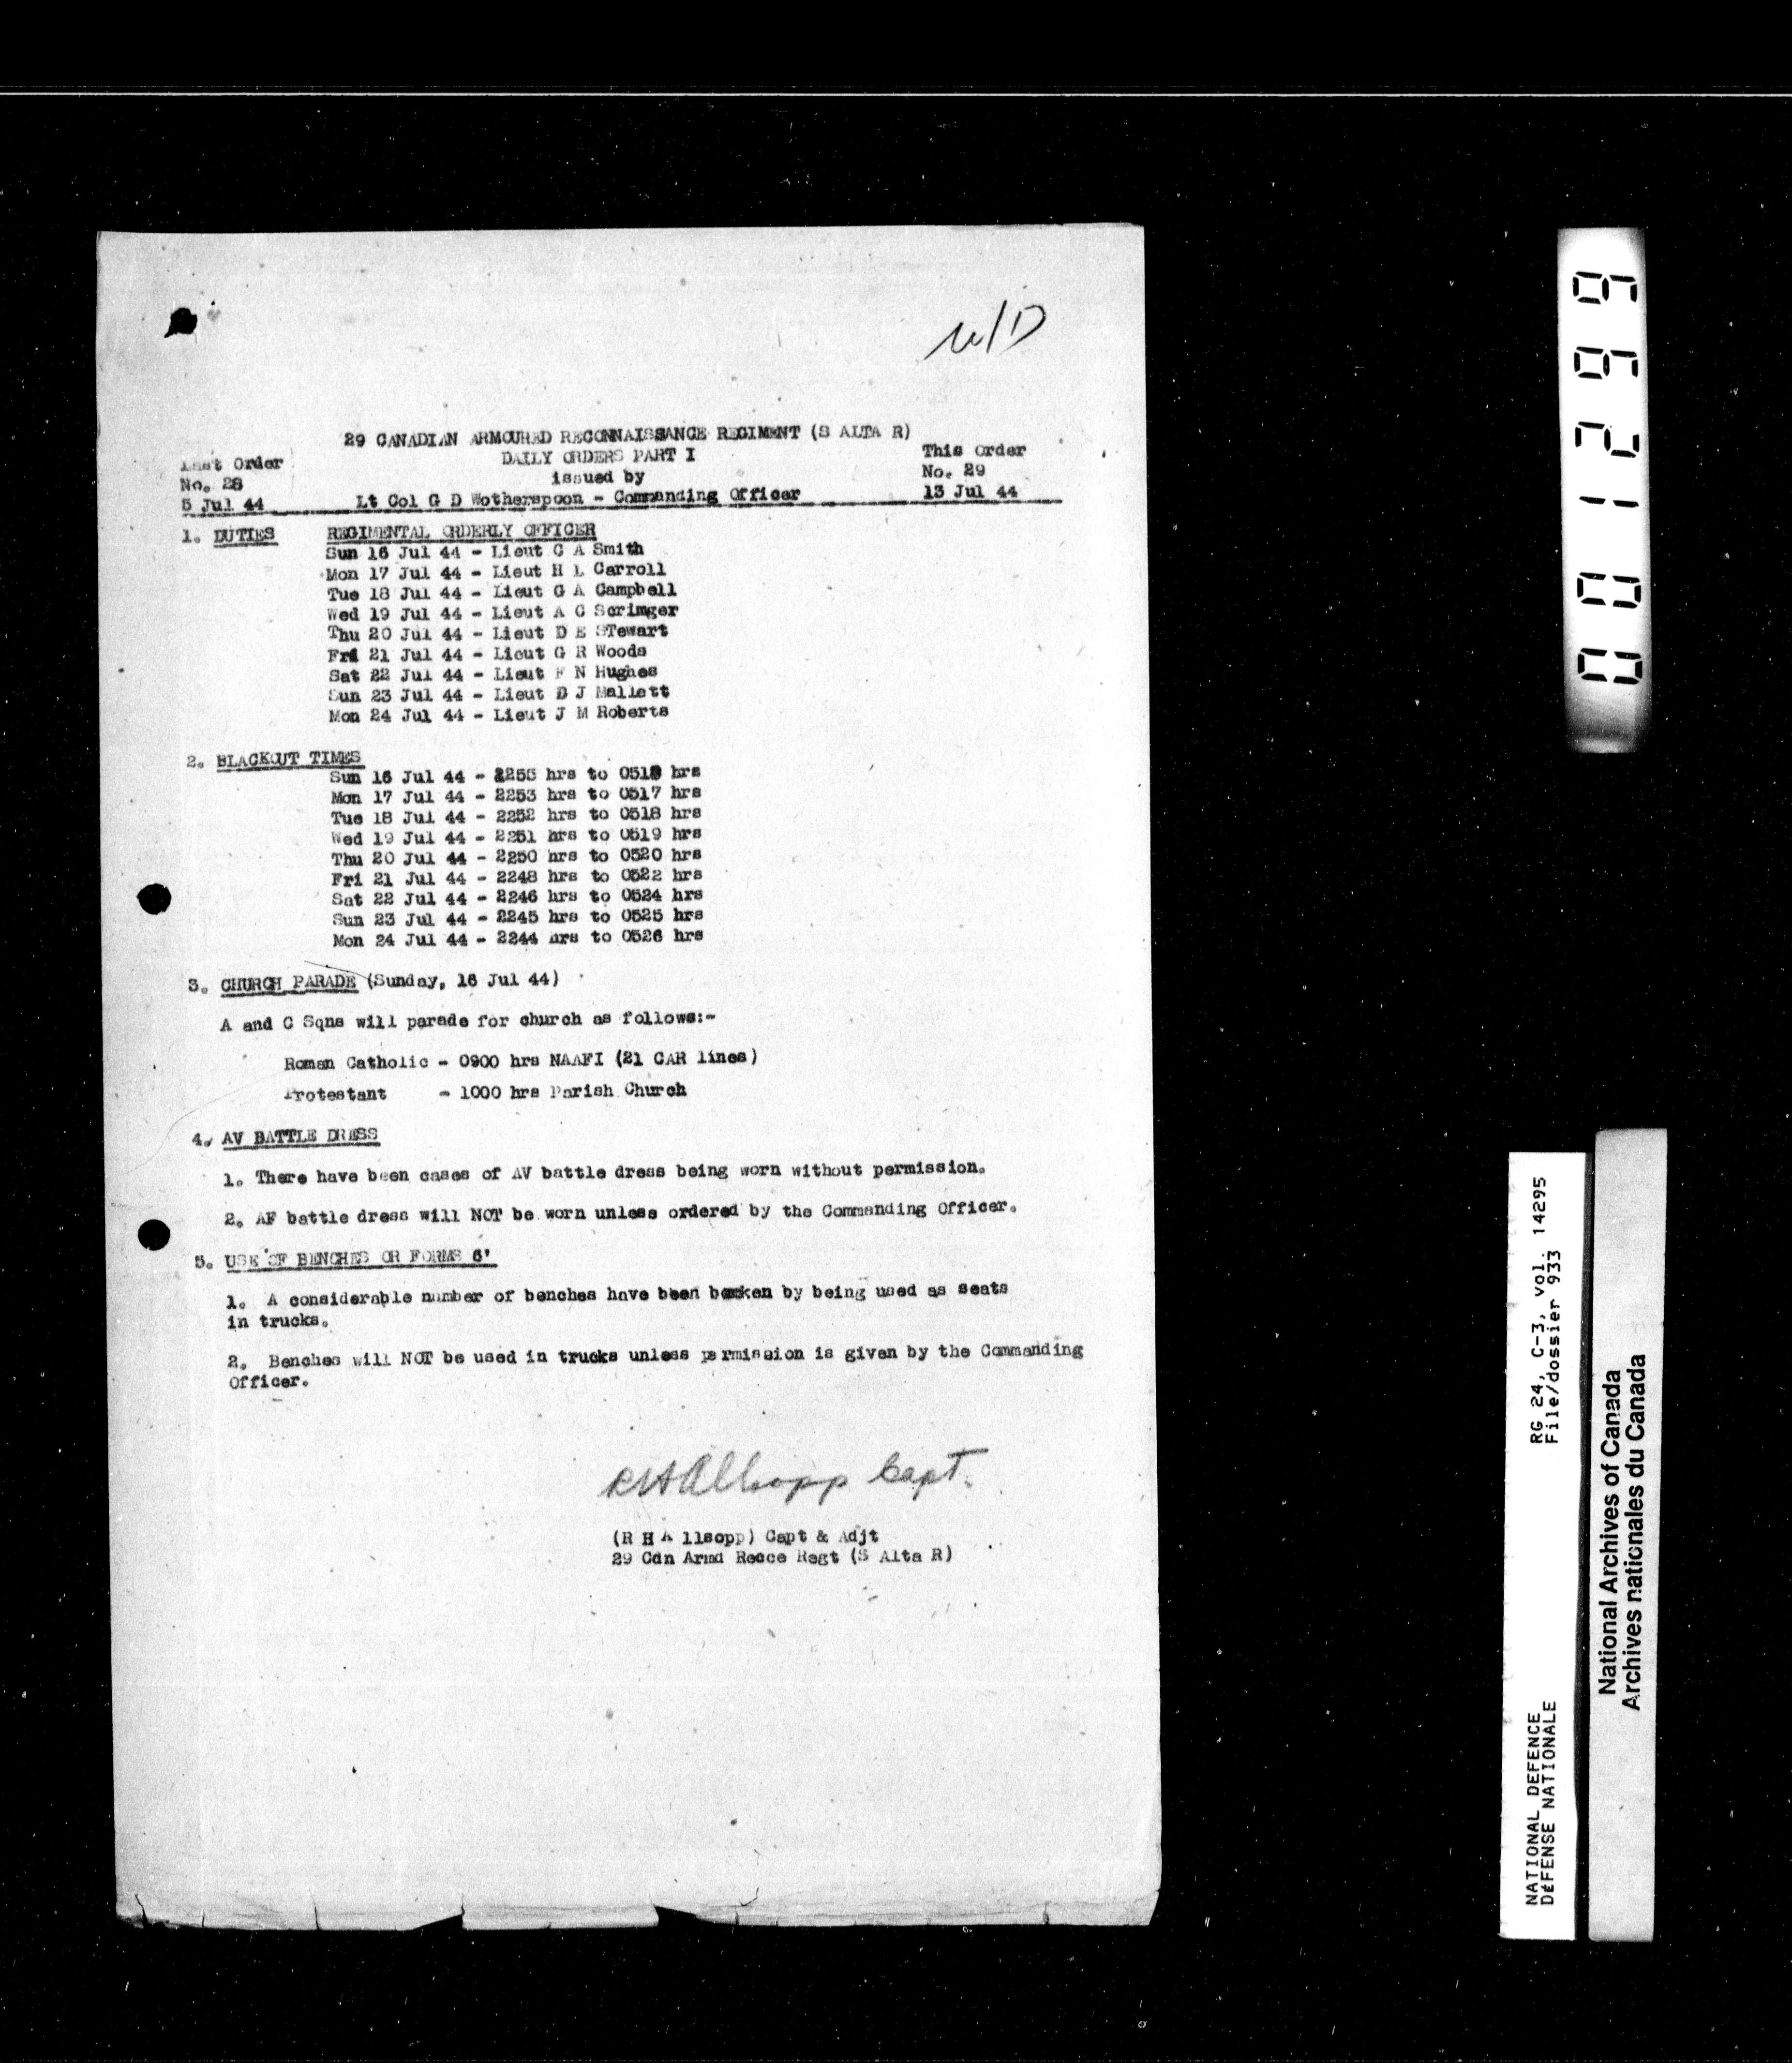 W/D
29 CANADIAN ARMOURED RECONNAISSANCE REGIMENT (S ALTA R)
Last Order DAILY ORDERS PART I This Order
No. 28 issued by No. 29
5 Jul 44 Lt Col G D Wotherspoon - Commanding Officer 13 Jul 44
1. DUTIES REGIMENTAL ORDERLY OFFICER
Sun 16 Jul 44 - Lieut C A Smith
Mon 17 Jul 44 - Lieut H L Carroll
Tue 18 Jul 44 - Lieut G A Campbell
Wed 19 Jul 44 - Lieut A C Scrimger
Thu 20 Jul 44 - Lieut D E STewart
Fri 21 Jul 44 - Lieut G R Woods
Sat 22 Jul 44 - Lieut F N Hughes
Sun 23 Jul 44 - Lieut D J Mallett
Mon 24 Jul 44 - Lieut J M Roberts
2. BLACKOUT TIMES
Sun 16 Jul 44 - 2255 hrs to hrs
Mon 17 Jul 44 - 2253 hrs to 0517 hrs
Tue 18 Jul 44 - 2252 hrs to 0518 hrs
Wed 19 Jul 44 - 2251 hrs to 0519 hrs
Thu 20 Jul 44 - 2250 hrs to 0520 hrs
Fri 21 Jul 44 - 2248 hrs to 0522 hrs
Sat 22 Jul 44 - 2246 hrs to 0524 hrs
Sun 23 Jul 44 - 2245 hrs to 0525 hrs
Mon 24 Jul 44 - 2244 hrs to 0526 hrs
3. CHURCH PARADE (Sunday, 16 Jul 44)
A and C Sqns will parade for church as follows:-
Roman Catholic - 0900 hrs NAAFI (21 CAR lines)
Protestant - 1000 hrs Parish Church
4. AV BATTLE DRESS
1. There have been cases of AV battle dress being worn without permission.
2. AF battle dress will NOT be worn unless ordered by the Commanding Officer.
5. USE OF BENCHES OR FORMS 6'
1. A considerable number of benches have been by being used as seats
in trucks.
2. Benches will NOT be used in trucks unless permission is given by the Commanding
Officer.
RHAllsopp Capt.
(R H A llsopp) Capt & Adjt
29 Cdn Armd Recce Regt (S Alta R)
001299
RG 24, C-3, vol. 14295
File/dossier 933
NATIONAL DEFENCE
DÉFENSE NATIONALE
National Archives of Canada
Archives nationales du Canada